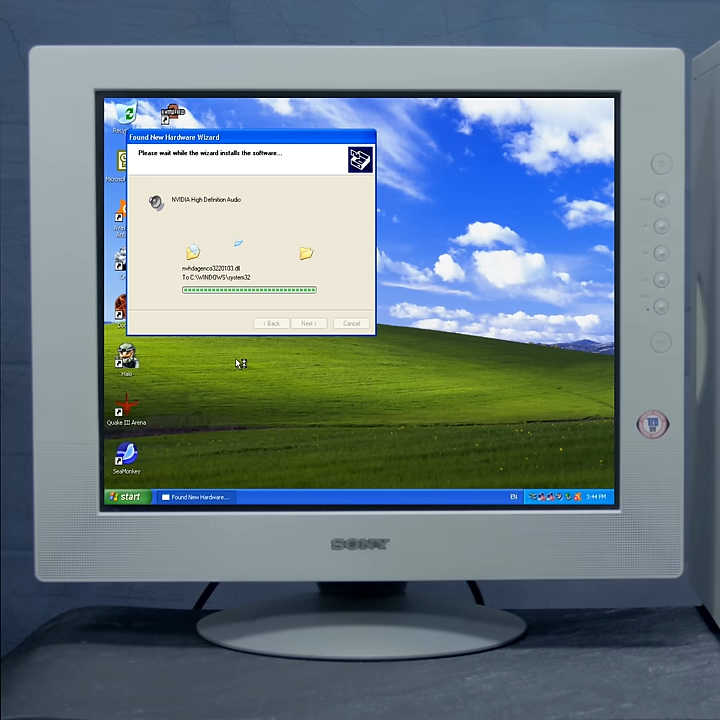 Found New Hardware Wizard
Please wait while the wizard installs the software...
NVIDIA High Definition Audio
nvhdagenco3220103.dll
To C:\WINDOWS\system32
< Back
Next >
Cancel
Halo
Quake III Arena
SeaMonkey
start
Found New Hardware...
EN
3:44 PM
SONY
TCO
99